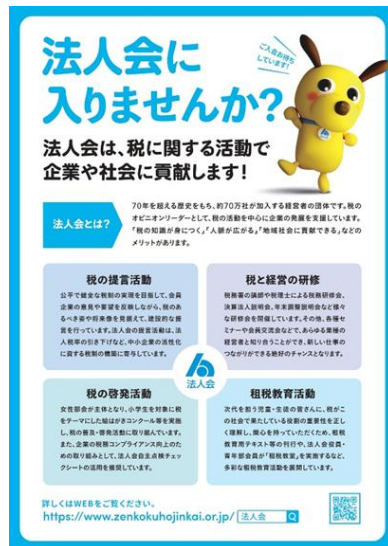 法人会に
入りませんか?
ご入会お待ち
しています!
法人会は、税に関する活動で
企業や社会に貢献します!
法人会とは?
70年を超える歴史をもち、約70万社が加入する経営者の団体です。税の
オピニオンリーダーとして、税の活動を中心に企業の発展を支援しています。
「税の知識が身につく」「人脈が広がる」「地域社会に貢献できる」などの
メリットがあります。
税の提言活動
公平で健全な税制の実現を目指して、会員
企業の意見や要望を反映しながら、税のあ
るべき姿や将来像を見据えて、建設的な提
言を行っています。法人会の提言活動は、法
人税率の引き下げなど、中小企業の活性化
に資する税制の構築に寄与しています。
税と経営の研修
税務署の講師や税理士による税務研修会、
決算法人説明会、年末調整説明会など様々
な研修会を開催しています。その他、各種セ
ミナーや会員交流会などで、あらゆる業種の
経営者と知り合うことができ、新しい仕事の
つながりができる絶好のチャンスとなります。
法人会
税の啓発活動
女性部会が主となり、小学生を対象に税
をテーマにした絵はがきコンクール等を実施
し、税の普及・啓発活動に取り組んでいます。
また、企業の税務コンプライアンス向上のた
めの取り組みとして、法人会自主点検チェッ
クシートの活用を推奨しています。
租税教育活動
次代を担う児童・生徒の皆さんに、税がこ
の社会で果たしている役割の重要性を正し
く理解し、関心を持っていただくため、租税
教育用テキスト等の刊行や、法人会役員・
青年部会員が「租税教室」を実施するなど、
多彩な租税教育活動を展開しています。
詳しくはWEBをご覧ください。
https://www.zenkokuhojinkai.or.jp/ 法人会